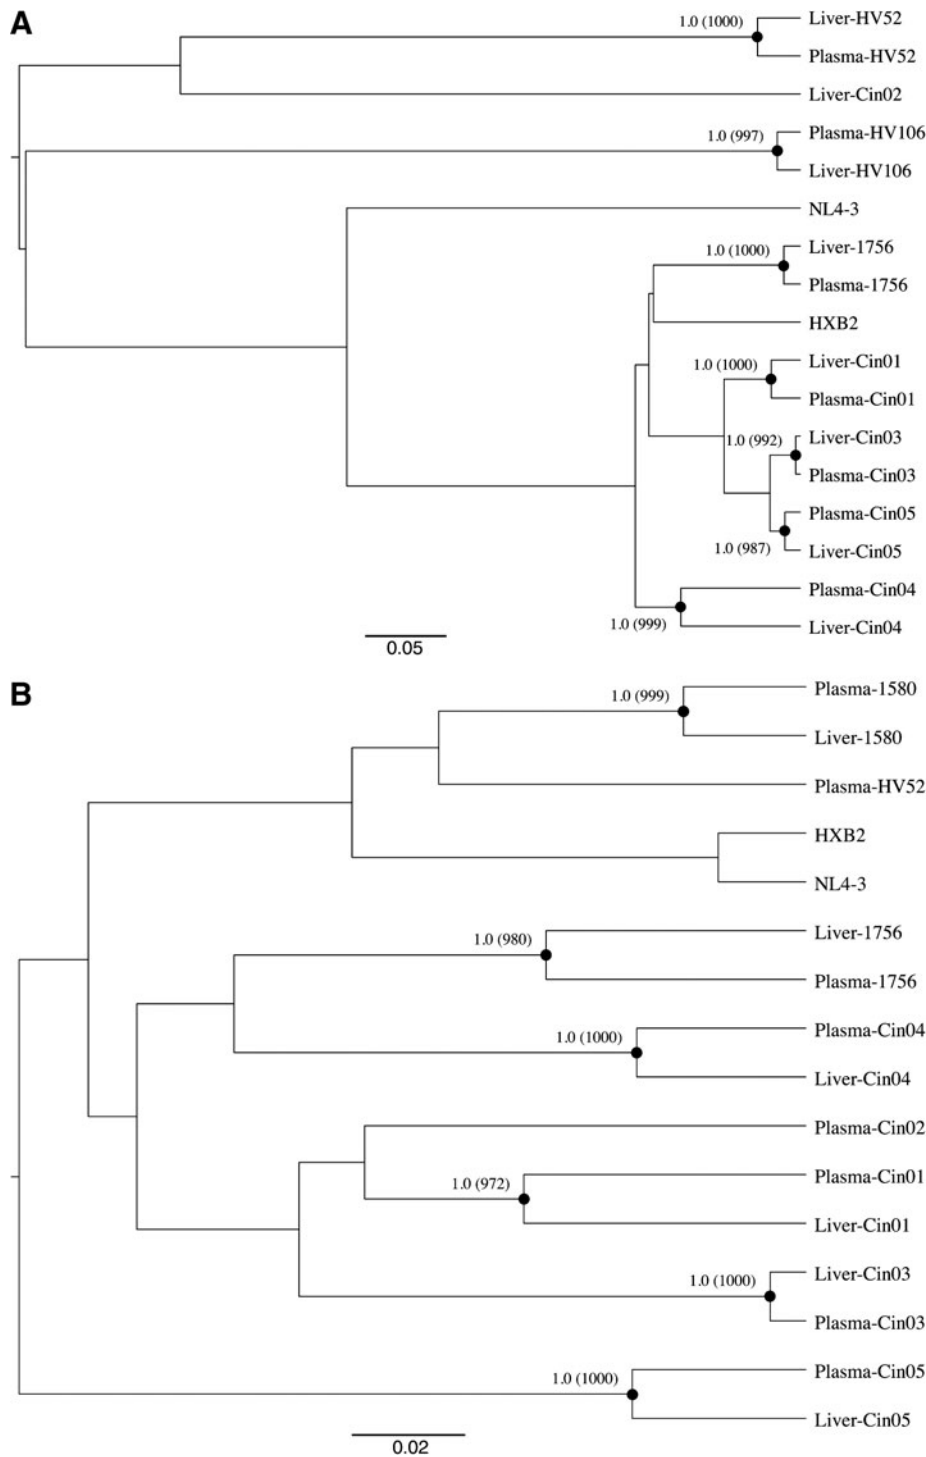 A
1.0 (1000)
Liver-HV52
Plasma-HV52
Liver-Cin02
1.0 (997)
Plasma-HV106
Liver-HV106
NL4-3
1.0 (1000)
Liver-1756
Plasma-1756
HXB2
1.0 (1000)
Liver-Cin01
Plasma-Cin01
1.0 (992)
Liver-Cin03
Plasma-Cin03
Plasma-Cin05
1.0 (987)
Liver-Cin05
Plasma-Cin04
1.0 (999)
Liver-Cin04
0.05
B
1.0 (999)
Plasma-1580
Liver-1580
Plasma-HV52
HXB2
NL4-3
1.0 (980)
Liver-1756
Plasma-1756
1.0 (1000)
Plasma-Cin04
Liver-Cin04
Plasma-Cin02
1.0 (972)
Plasma-Cin01
Liver-Cin01
1.0 (1000)
Liver-Cin03
Plasma-Cin03
1.0 (1000)
Plasma-Cin05
Liver-Cin05
0.02